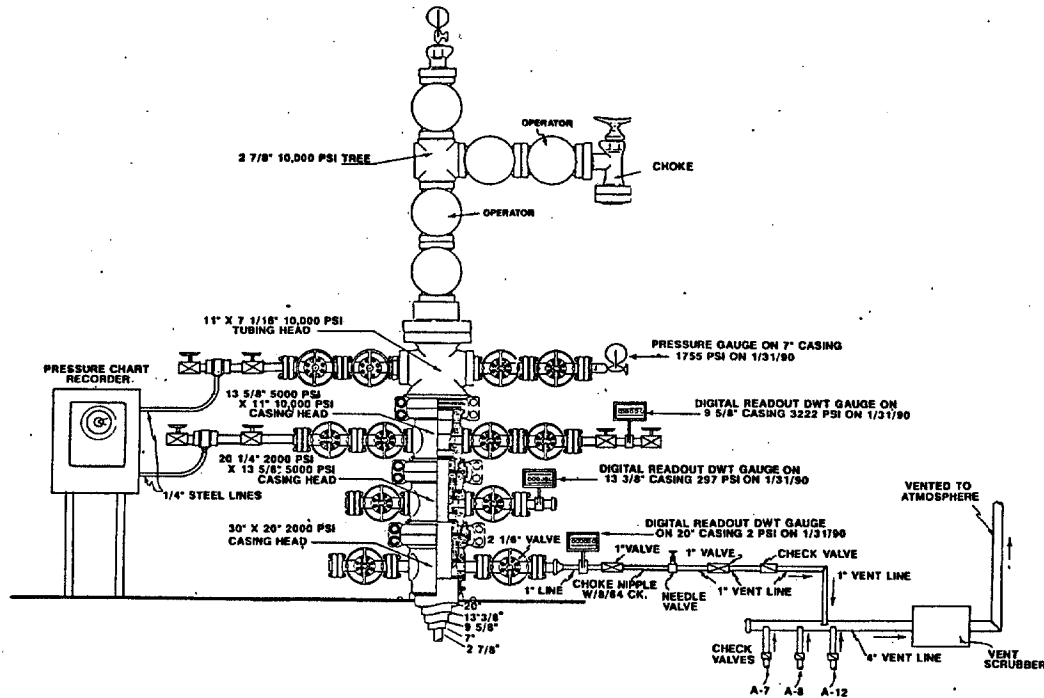 OPERATOR
2 7/8" 10,000 PSI TREE
CHOKE
OPERATOR
11" X 7 1/16" 10,000 PSI
TUBING HEAD
PRESSURE GAUGE ON 7" CASING
1755 PSI ON 1/31/90
PRESSURE CHART
RECORDER
13 5/8" 5000 PSI
X 11" 10,000 PSI
CASING HEAD
DIGITAL READOUT DWT GAUGE ON
9 5/8" CASING 3222 PSI ON 1/31/90
20 1/4" 2000 PSI
X 13 5/8" 5000 PSI
CASING HEAD
1/4" STEEL LINES
DIGITAL READOUT DWT GAUGE ON
13 3/8" CASING 297 PSI ON 1/31/90
VENTED TO
ATMOSPHERE
30" X 20" 2000 PSI
CASING HEAD
DIGITAL READOUT DWT GAUGE
ON 20" CASING 2 PSI ON 1/31/90
2 1/6" VALVE
1" VALVE
1" VALVE
CHECK VALVE
1" LINE
CHOKE NIPPLE
W/8/64 CK.
NEEDLE
VALVE
1" VENT LINE
1" VENT LINE
20"
13 3/8"
9 5/8"
7"
2 7/8"
CHECK
VALVES
4" VENT LINE
VENT
SCRUBBER
A-7
A-8
A-12